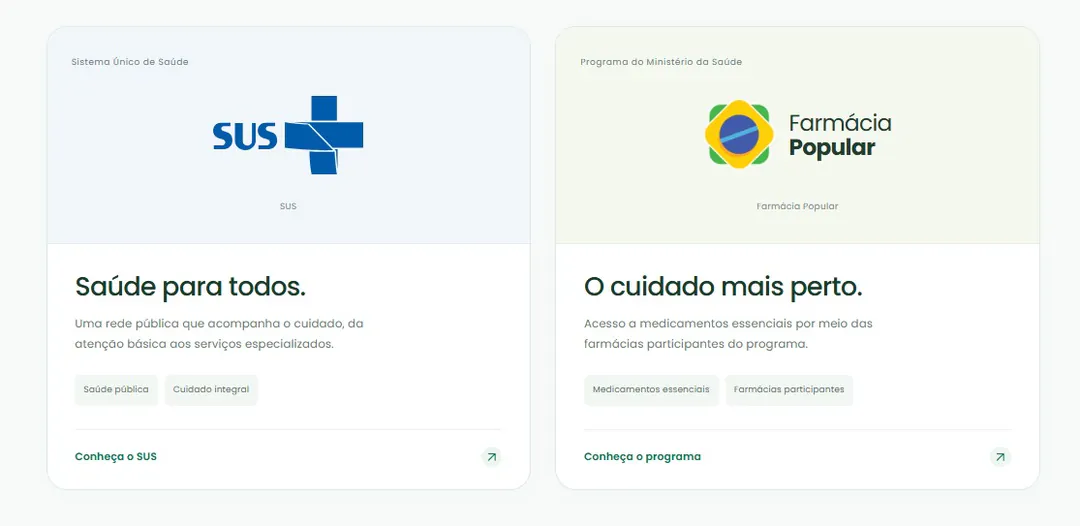 Sistema Único de Saúde
SUS
SUS
Saúde para todos.
Uma rede pública que acompanha o cuidado, da
atenção básica aos serviços especializados.
Saúde pública
Cuidado integral
Conheça o SUS
Programa do Ministério da Saúde
Farmácia
Popular
Farmácia Popular
O cuidado mais perto.
Acesso a medicamentos essenciais por meio das
farmácias participantes do programa.
Medicamentos essenciais
Farmácias participantes
Conheça o programa